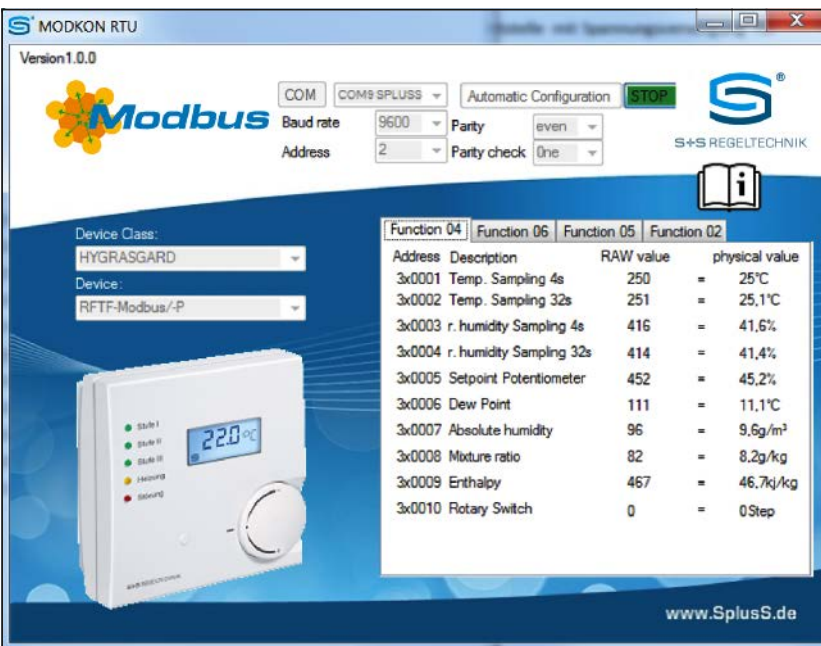 MODKON RTU
Version1.0.0
Modbus
COM COM9 SPLUSS Automatic Configuration STOP
Baud rate 9600 Parity even
Address 2 Parity check One
S+S REGELTECHNIK
Device Class:
HYGRASGARD
Device:
RFTF-Modbus/-P
Function 04 Function 06 Function 05 Function 02
Address Description RAW value physical value
3x0001 Temp. Sampling 4s 250 = 25°C
3x0002 Temp. Sampling 32s 251 = 25,1°C
3x0003 r. humidity Sampling 4s 416 = 41,6%
3x0004 r. humidity Sampling 32s 414 = 41,4%
3x0005 Setpoint Potentiometer 452 = 45,2%
3x0006 Dew Point 111 = 11,1°C
3x0007 Absolute humidity 96 = 9,6g/m³
3x0008 Mixture ratio 82 = 8,2g/kg
3x0009 Enthalpy 467 = 46,7kj/kg
3x0010 Rotary Switch 0 = 0Step
22.0 °C
Stufe I
Stufe II
Stufe III
Heizung
Störung
S+S REGELTECHNIK
www.SplusS.de